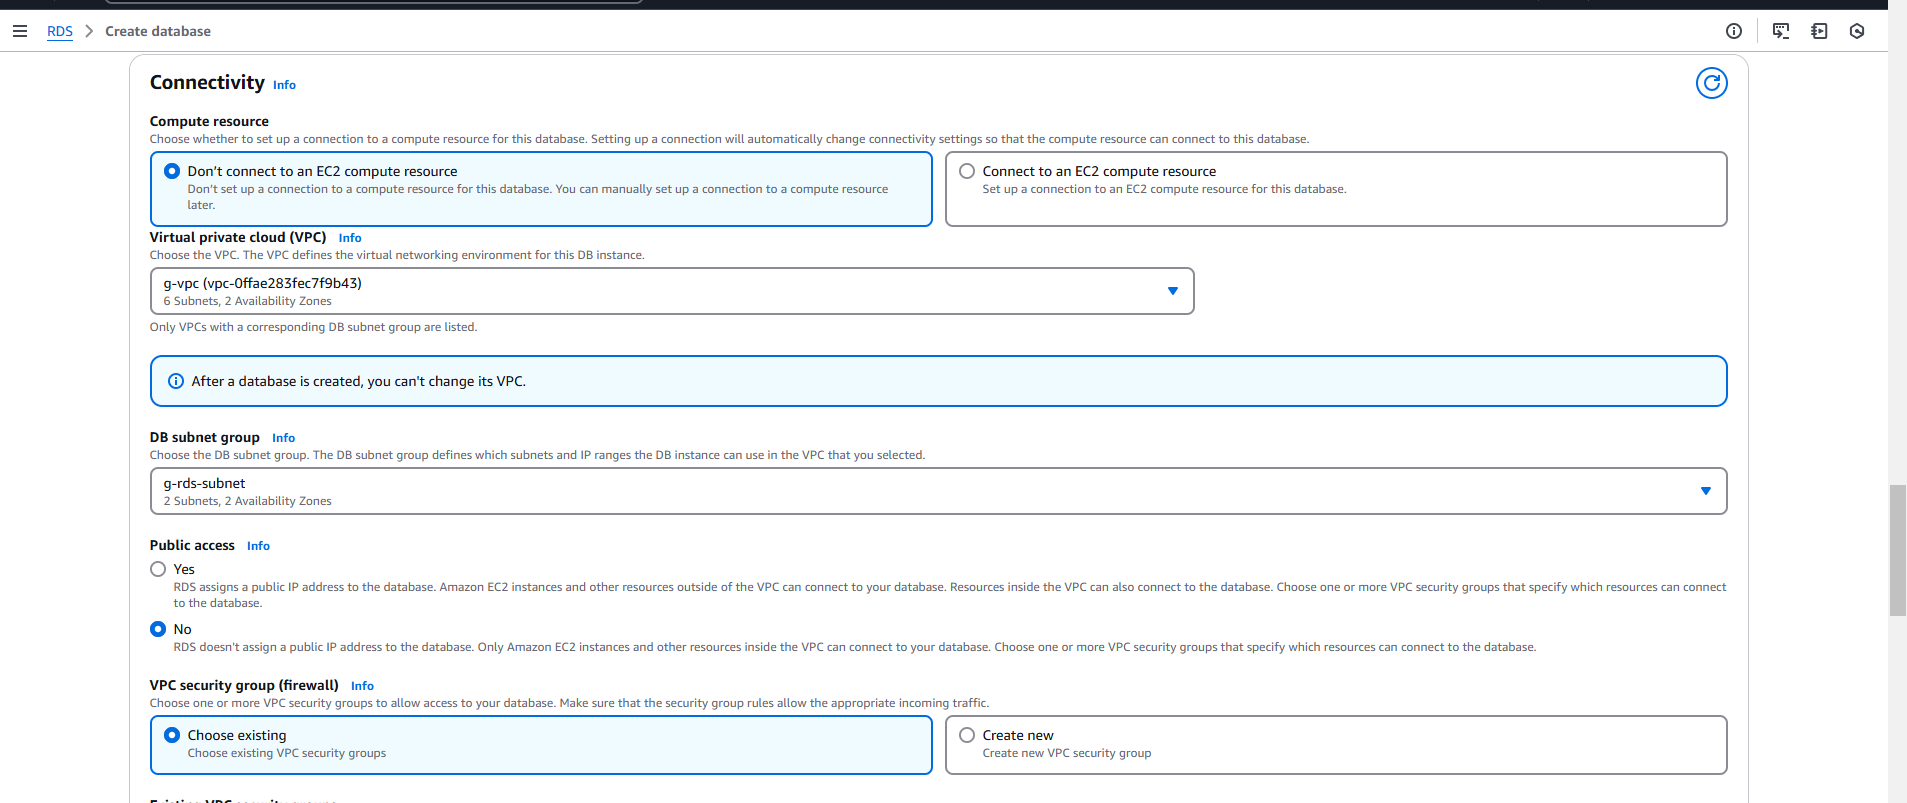 RDS > Create database
Connectivity Info
Compute resource
Choose whether to set up a connection to a compute resource for this database. Setting up a connection will automatically change connectivity settings so that the compute resource can connect to this database.
Don’t connect to an EC2 compute resource
Don’t set up a connection to a compute resource for this database. You can manually set up a connection to a compute resource
later.
Connect to an EC2 compute resource
Set up a connection to an EC2 compute resource for this database.
Virtual private cloud (VPC) Info
Choose the VPC. The VPC defines the virtual networking environment for this DB instance.
g-vpc (vpc-0ffae283fec7f9b43)
6 Subnets, 2 Availability Zones
Only VPCs with a corresponding DB subnet group are listed.
After a database is created, you can't change its VPC.
DB subnet group Info
Choose the DB subnet group. The DB subnet group defines which subnets and IP ranges the DB instance can use in the VPC that you selected.
g-rds-subnet
2 Subnets, 2 Availability Zones
Public access Info
Yes
RDS assigns a public IP address to the database. Amazon EC2 instances and other resources outside of the VPC can connect to your database. Resources inside the VPC can also connect to the database. Choose one or more VPC security groups that specify which resources can connect
to the database.
No
RDS doesn't assign a public IP address to the database. Only Amazon EC2 instances and other resources inside the VPC can connect to your database. Choose one or more VPC security groups that specify which resources can connect to the database.
VPC security group (firewall) Info
Choose one or more VPC security groups to allow access to your database. Make sure that the security group rules allow the appropriate incoming traffic.
Choose existing
Choose existing VPC security groups
Create new
Create new VPC security group